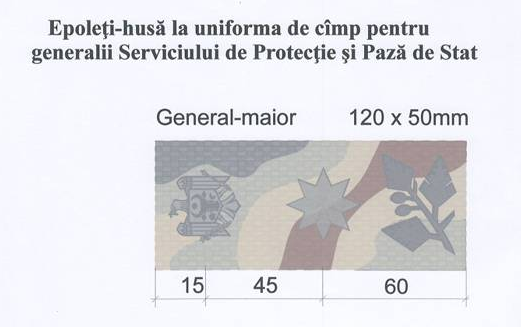 Epoleţi-husă la uniforma de cîmp pentru
generalii Serviciului de Protecţie şi Pază de Stat
General-maior 120 x 50mm
15 45 60